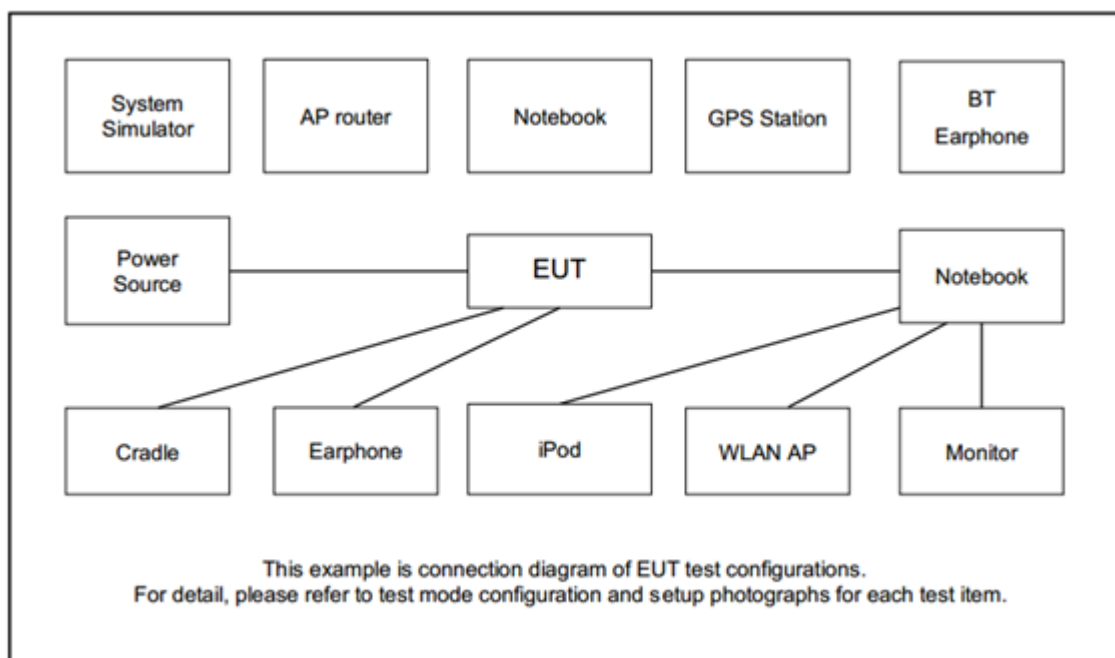 System
Simulator
AP router
Notebook
GPS Station
BT
Earphone
Power
Source
EUT
Notebook
Cradle
Earphone
iPod
WLAN AP
Monitor
This example is connection diagram of EUT test configurations.
For detail, please refer to test mode configuration and setup photographs for each test item.